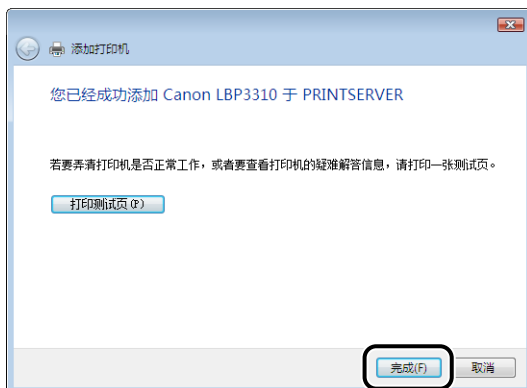 添加打印机
您已经成功添加 Canon LBP3310 于 PRINTSERVER
若要弄清打印机是否正常工作，或者要查看打印机的疑难解答信息，请打印一张测试页。
打印测试页(P)
完成(F)
取消